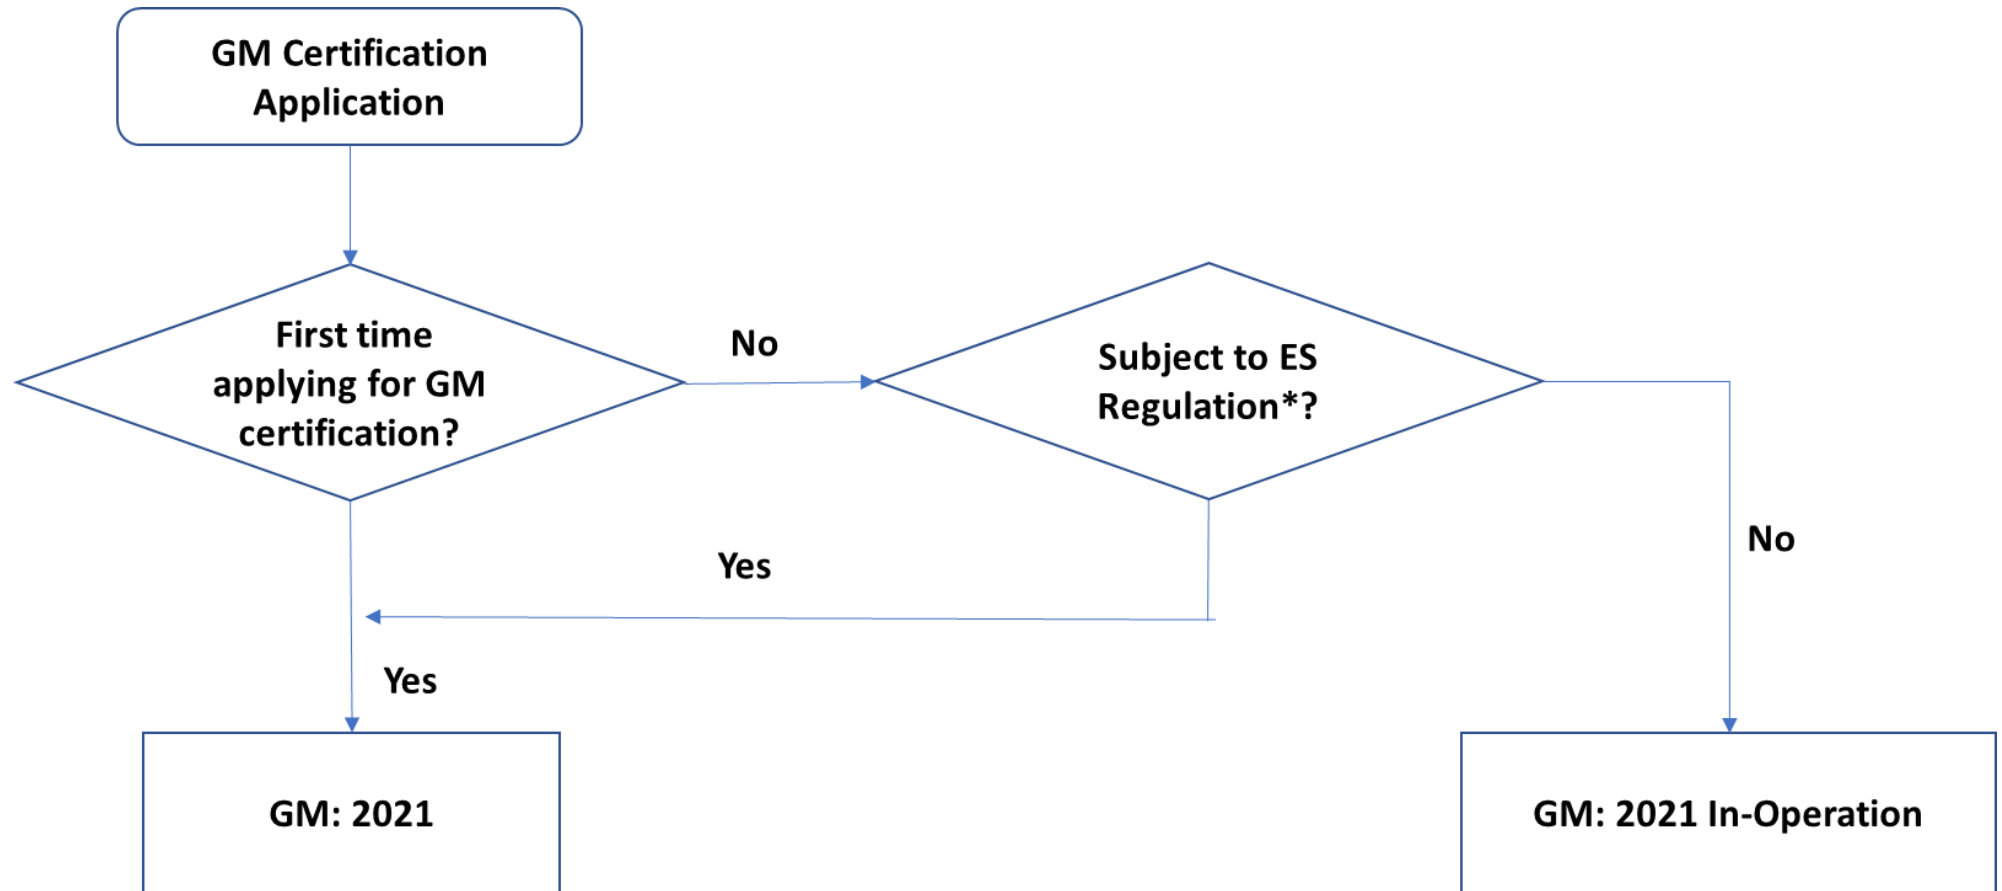 GM Certification
Application
First time
applying for GM
certification?
No
Subject to ES
Regulation*?
No
Yes
Yes
GM: 2021
GM: 2021 In-Operation